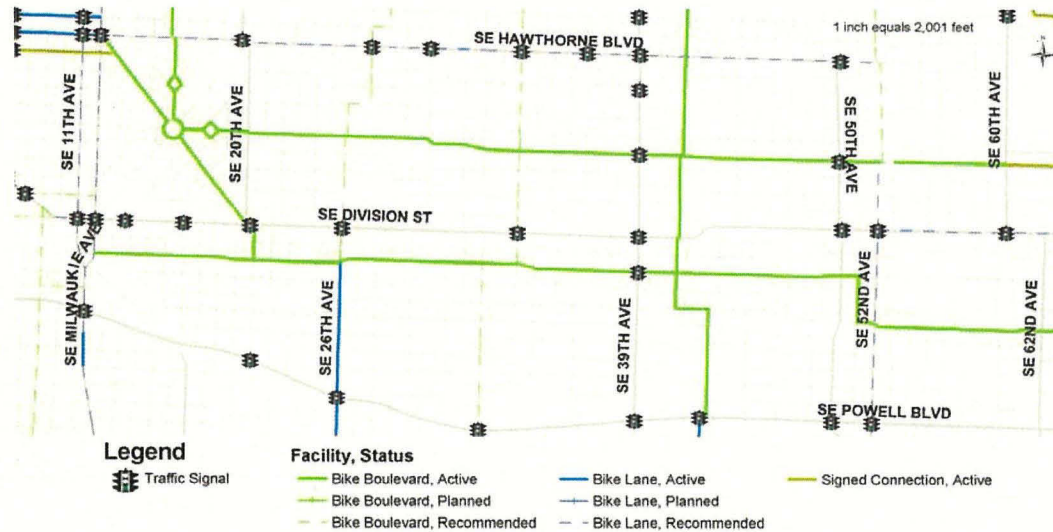 1 inch equals 2,001 feet
SE HAWTHORNE BLVD
SE 11TH AVE
SE 20TH AVE
SE 50TH AVE
SE 60TH AVE
SE DIVISION ST
SE MILWAUKIE AVE
SE 26TH AVE
SE 39TH AVE
SE 52ND AVE
SE 62ND AVE
SE POWELL BLVD
Legend
Traffic Signal
Facility, Status
Bike Boulevard, Active
Bike Boulevard, Planned
Bike Boulevard, Recommended
Bike Lane, Active
Bike Lane, Planned
Bike Lane, Recommended
Signed Connection, Active